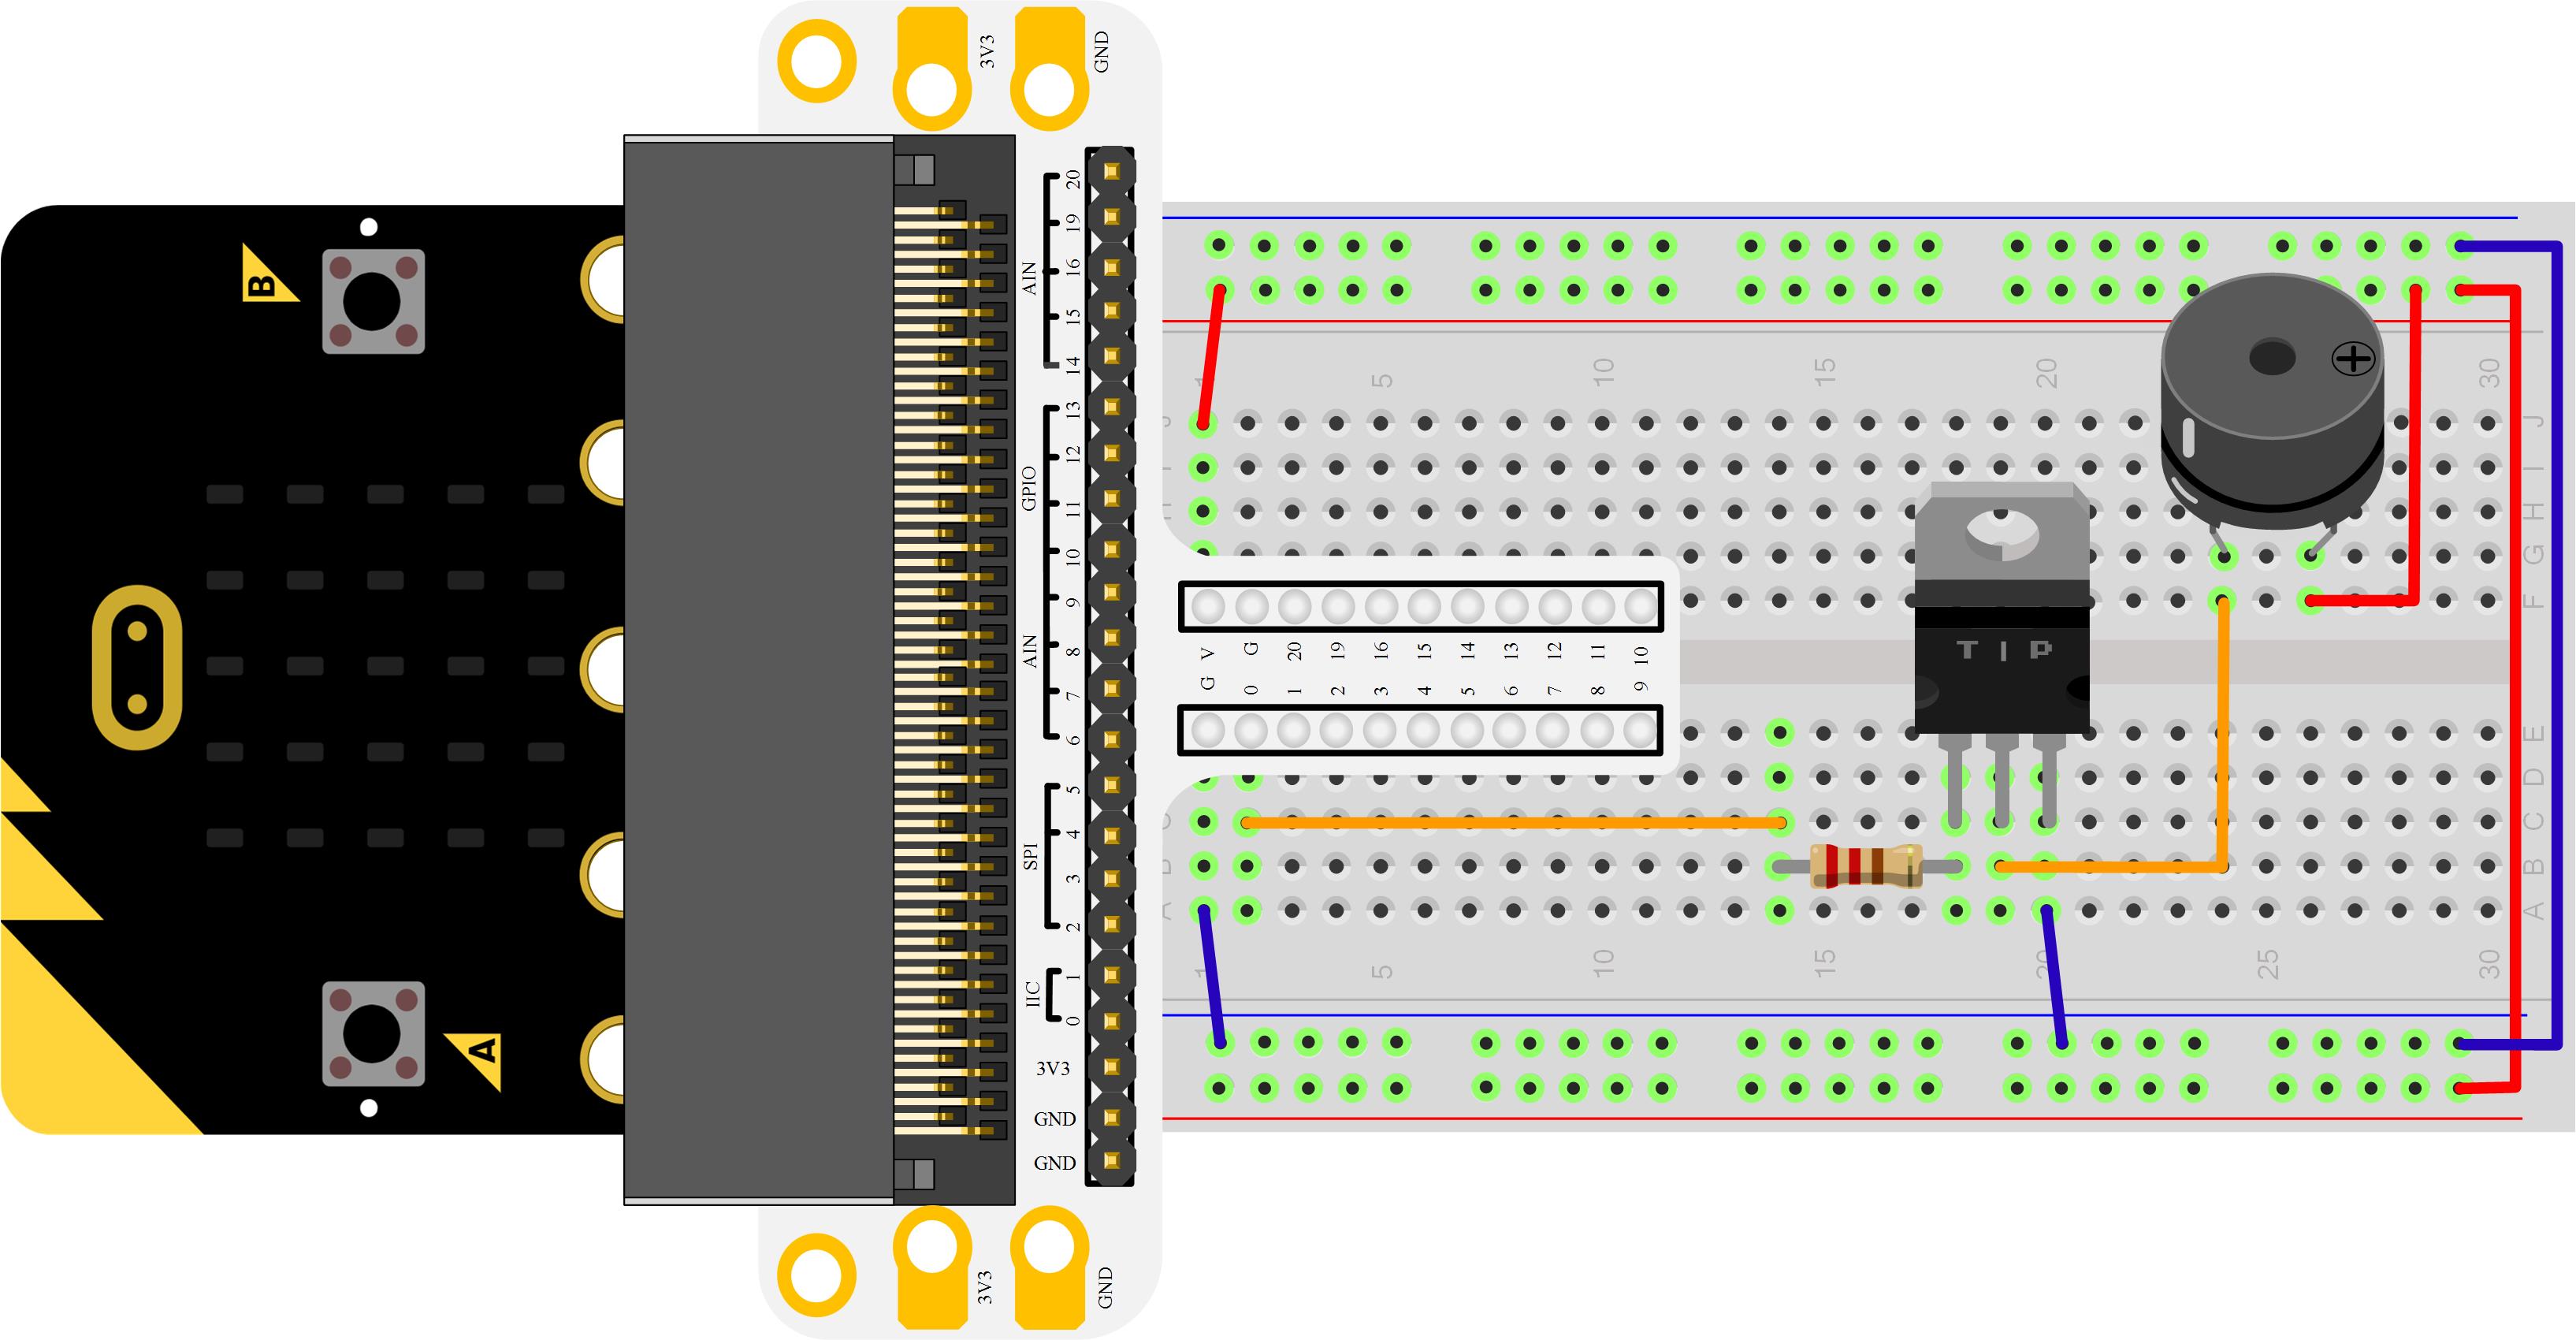 3V3
GND
B
20
19
16
15
14
AIN
13
12
11
10
9
8
7
6
GPIO
AIN
5
4
3
2
SPI
1
0
IIC
3V3
GND
GND
A
3V3
GND
V G 20 19 16 15 14 13 12 11 10
G 0 1 2 3 4 5 6 7 8 9
1 5 10 15 20 30
J
I
H
G
F
E
D
C
B
A
TIP
1 5 10 15 20 25 30